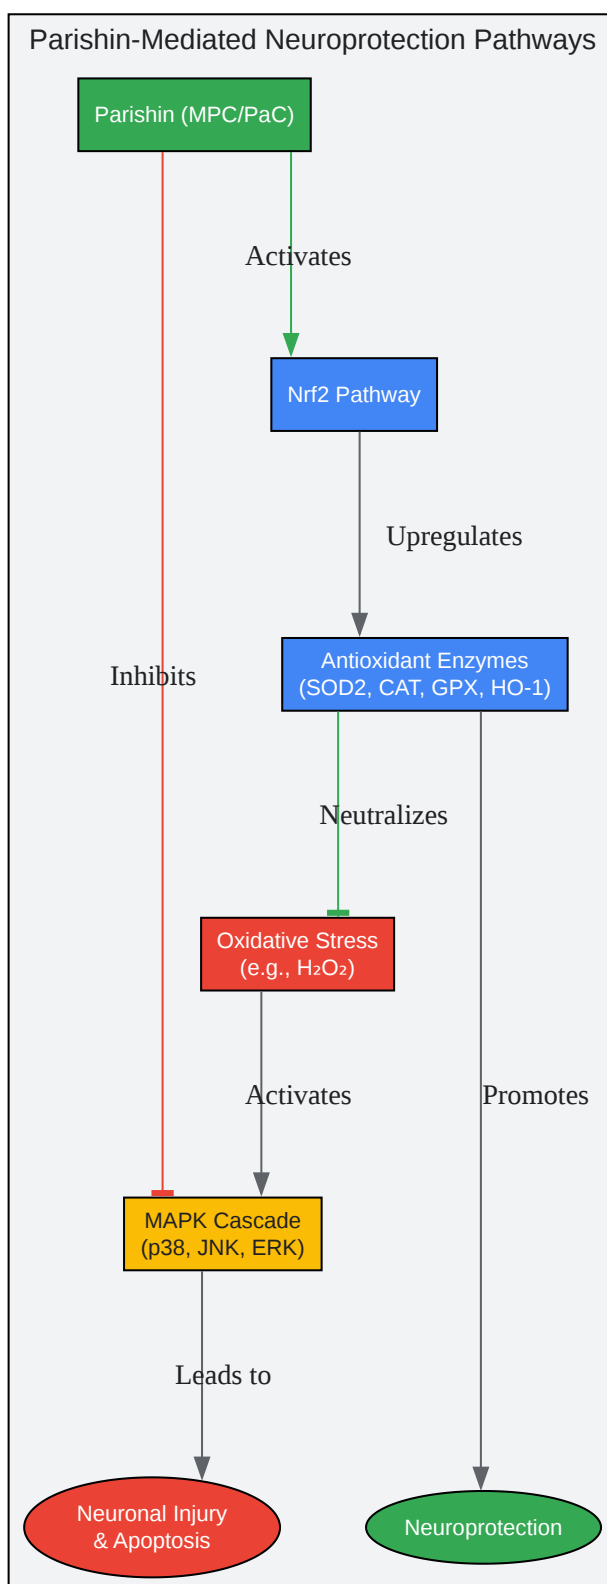 Parishin-Mediated Neuroprotection Pathways
Parishin (MPC/PaC)
Activates
Nrf2 Pathway
Upregulates
Antioxidant Enzymes
(SOD2, CAT, GPX, HO-1)
Inhibits
Neutralizes
Oxidative Stress
(e.g., H₂O₂)
Activates
Promotes
MAPK Cascade
(p38, JNK, ERK)
Leads to
Neuronal Injury
& Apoptosis
Neuroprotection